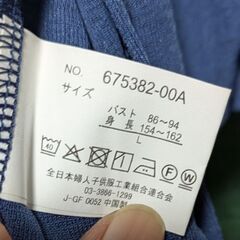 NO. 675382-00A
サイズ
バスト 86~94
身長 154~162
L
40 P W
全日本婦人子供服工業組合連合会
03-3866-1299
J-GF 0052 中国製